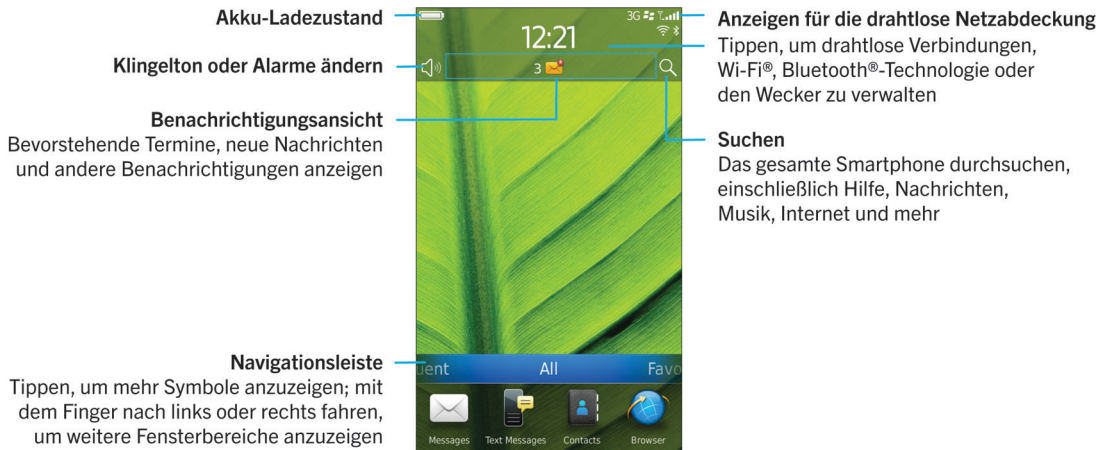 Akku-Ladezustand
Klingelton oder Alarme ändern
Benachrichtigungsansicht
Bevorstehende Termine, neue Nachrichten
und andere Benachrichtigungen anzeigen
Navigationsleiste
Tippen, um mehr Symbole anzuzeigen; mit
dem Finger nach links oder rechts fahren,
um weitere Fensterbereiche anzuzeigen
3G
12:21
3
uent All Favo
Messages Text Messages Contacts Browser
Anzeigen für die drahtlose Netzabdeckung
Tippen, um drahtlose Verbindungen,
Wi-Fi®, Bluetooth®-Technologie oder
den Wecker zu verwalten
Suchen
Das gesamte Smartphone durchsuchen,
einschließlich Hilfe, Nachrichten,
Musik, Internet und mehr